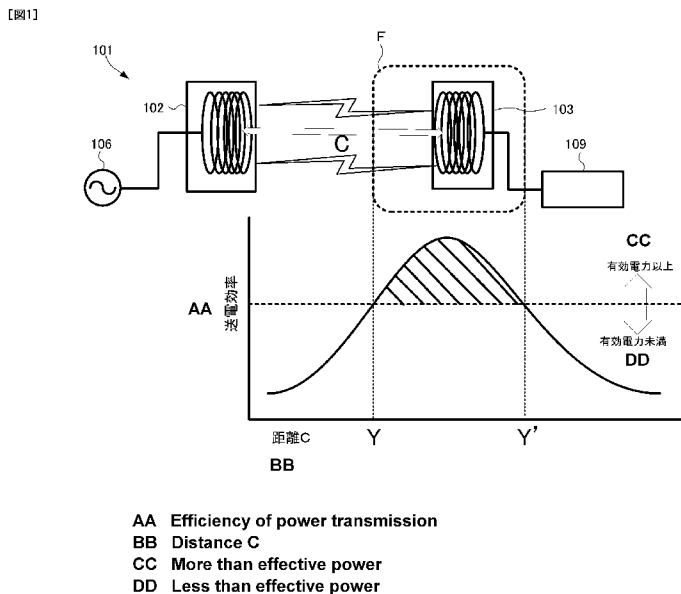 [図1]
F
101
102
103
C
106
109
CC
有効電力以上
AA
送電効率
有効電力未満
DD
距離C
Y
Y'
BB
AA Efficiency of power transmission
BB Distance C
CC More than effective power
DD Less than effective power